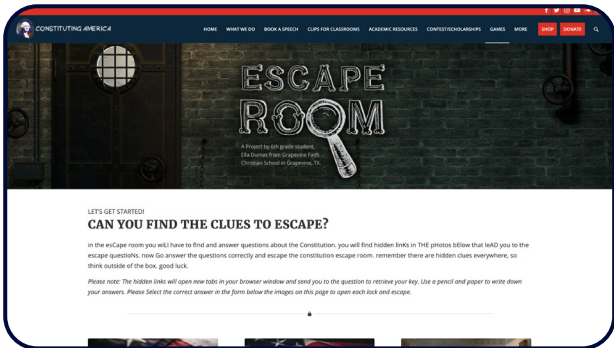 CONSTITUTING AMERICA
HOME WHAT WE DO BOOK A SPEECH CLIPS FOR CLASSROOMS ACADEMIC RESOURCES CONTEST/SCHOLARSHIPS GAMES MORE SHOP DONATE
ESCAPE
ROOM
A Project by 6th grade student,
Ella Dumas from Grapevine Faith
Christian School in Grapevine, TX.
LET'S GET STARTED!
CAN YOU FIND THE CLUES TO ESCAPE?
In the esCape room you wiLl have to find and answer questions about the Constitution. you will find hidden linKs in THE pHotos bElow that leAD you to the
escape questioNs. now Go answer the questions correctly and escape the constitution escape room. remember there are hidden clues everywhere, so
think outside of the box. good luck.
Please note: The hidden links will open new tabs in your browser window and send you to the question to retrieve your key. Use a pencil and paper to write down
your answers. Please Select the correct answer in the form below the images on this page to open each lock and escape.